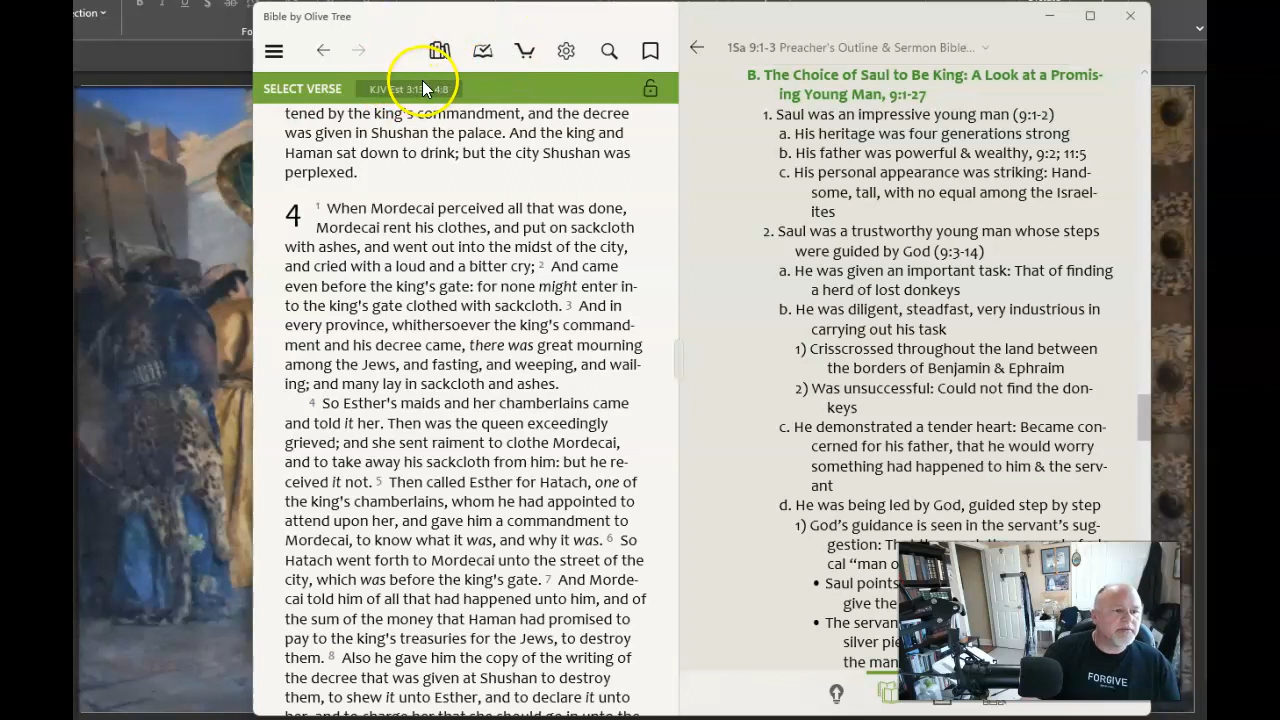 ction
B I U S
Fo
Bible by Olive Tree
SELECT VERSE
tened by the king's commandment, and the decree
was given in Shushan the palace. And the king and
Haman sat down to drink; but the city Shushan was
perplexed.
4 1 When Mordecai perceived all that was done,
Mordecai rent his clothes, and put on sackcloth
with ashes, and went out into the midst of the city,
and cried with a loud and a bitter cry; 2 And came
even before the king's gate: for none might enter in-
to the king's gate clothed with sackcloth. 3 And in
every province, whithersoever the king's command-
ment and his decree came, there was great mourning
among the Jews, and fasting, and weeping, and wail-
ing; and many lay in sackcloth and ashes.
4 So Esther's maids and her chamberlains came
and told it her. Then was the queen exceedingly
grieved; and she sent raiment to clothe Mordecai,
and to take away his sackcloth from him: but he re-
ceived it not. 5 Then called Esther for Hatach, one of
the king's chamberlains, whom he had appointed to
attend upon her, and gave him a commandment to
Mordecai, to know what it was, and why it was. 6 So
Hatach went forth to Mordecai unto the street of the
city, which was before the king's gate. 7 And Morde-
cai told him of all that had happened unto him, and of
the sum of the money that Haman had promised to
pay to the king's treasuries for the Jews, to destroy
them. 8 Also he gave him the copy of the writing of
the decree that was given at Shushan to destroy
them, to shew it unto Esther, and to declare it unto
her, and to charge her that she should go in unto the
1Sa 9:1-3 Preacher's Outline & Sermon Bible...
B. The Choice of Saul to Be King: A Look at a Promis-
ing Young Man, 9:1-27
1. Saul was an impressive young man (9:1-2)
a. His heritage was four generations strong
b. His father was powerful & wealthy, 9:2; 11:5
c. His personal appearance was striking: Hand-
some, tall, with no equal among the Israel-
ites
2. Saul was a trustworthy young man whose steps
were guided by God (9:3-14)
a. He was given an important task: That of finding
a herd of lost donkeys
b. He was diligent, steadfast, very industrious in
carrying out his task
1) Crisscrossed throughout the land between
the borders of Benjamin & Ephraim
2) Was unsuccessful: Could not find the don-
keys
c. He demonstrated a tender heart: Became con-
cerned for his father, that he would worry
something had happened to him & the serv-
ant
d. He was being led by God, guided step by step
1) God's guidance is seen in the servant's sug-
gestion:
cal "man o
• Saul points
give the
• The servan
silver pie
the man
FORGIVE